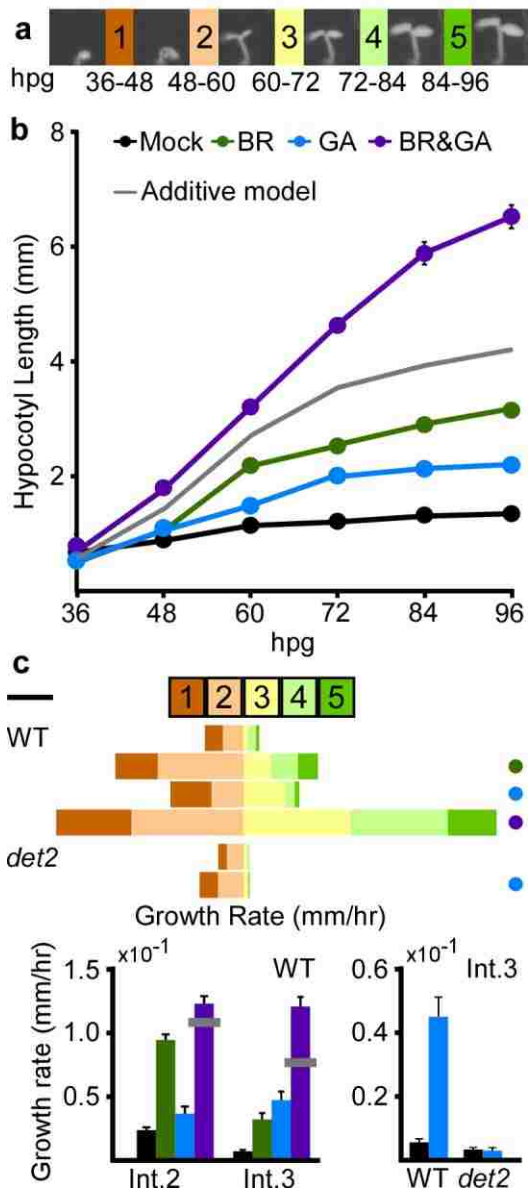 a
1 2 3 4 5
hpg 36-48 48-60 60-72 72-84 84-96
b
8
Mock BR GA BR&GA
Additive model
6
4
2
Hypocotyl Length (mm)
36 48 60 72 84 96
hpg
c
1 2 3 4 5
WT
det2
Growth Rate (mm/hr)
x10-1 WT
1.5
1.0
0.5
Growth rate (mm/hr)
Int.2 Int.3
x10-1 Int.3
0.6
0.4
0.2
WT det2